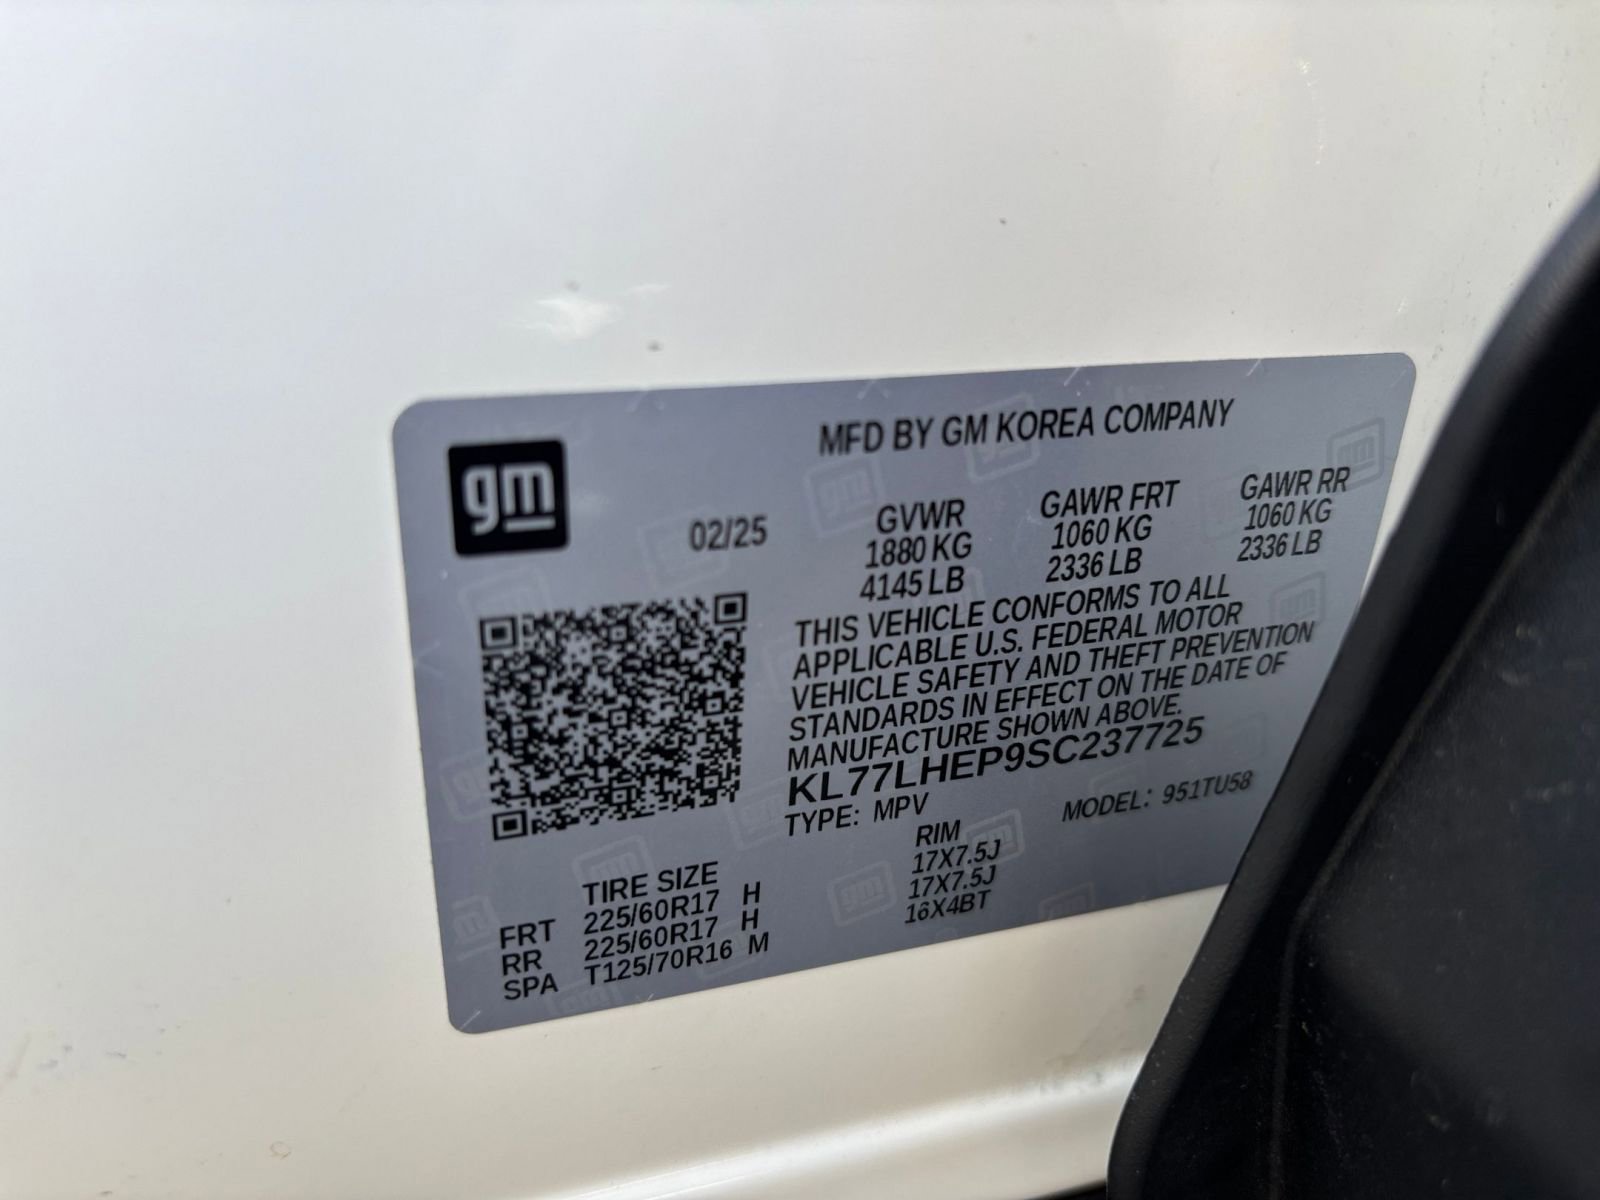 gm
MFD BY GM KOREA COMPANY
02/25
GVWR GAWR FRT GAWR RR
1880 KG 1060 KG 1060 KG
4145 LB 2336 LB 2336 LB
THIS VEHICLE CONFORMS TO ALL
APPLICABLE U.S. FEDERAL MOTOR
VEHICLE SAFETY AND THEFT PREVENTION
STANDARDS IN EFFECT ON THE DATE OF
MANUFACTURE SHOWN ABOVE.
KL77LHEP9SC237725
TYPE: MPV MODEL: 951TU58
TIRE SIZE RIM
FRT 225/60R17 H 17X7.5J
RR 225/60R17 H 17X7.5J
SPA T125/70R16 M 16X4BT